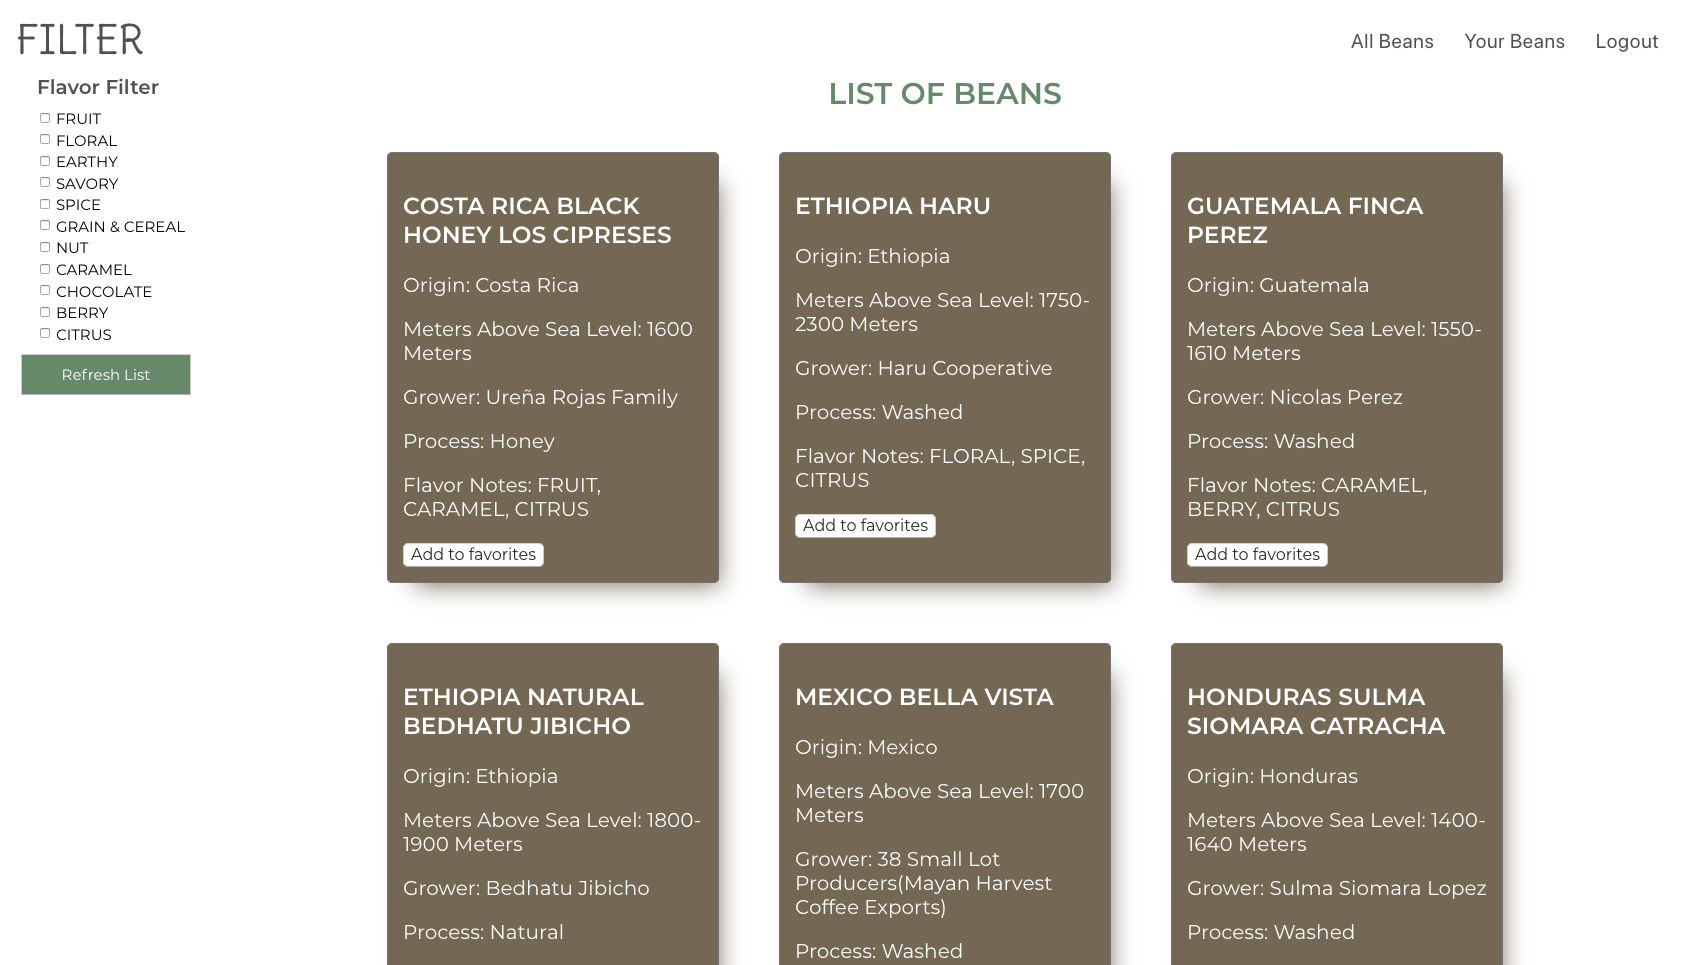 FILTER
All Beans
Your Beans
Logout
Flavor Filter
FRUIT
FLORAL
EARTHY
SAVORY
SPICE
GRAIN & CEREAL
NUT
CARAMEL
CHOCOLATE
BERRY
CITRUS
Refresh List
LIST OF BEANS
COSTA RICA BLACK
HONEY LOS CIPRESES
Origin: Costa Rica
Meters Above Sea Level: 1600
Meters
Grower: Ureña Rojas Family
Process: Honey
Flavor Notes: FRUIT,
CARAMEL, CITRUS
Add to favorites
ETHIOPIA HARU
Origin: Ethiopia
Meters Above Sea Level: 1750-
2300 Meters
Grower: Haru Cooperative
Process: Washed
Flavor Notes: FLORAL, SPICE,
CITRUS
Add to favorites
GUATEMALA FINCA
PEREZ
Origin: Guatemala
Meters Above Sea Level: 1550-
1610 Meters
Grower: Nicolas Perez
Process: Washed
Flavor Notes: CARAMEL,
BERRY, CITRUS
Add to favorites
ETHIOPIA NATURAL
BEDHATU JIBICHO
Origin: Ethiopia
Meters Above Sea Level: 1800-
1900 Meters
Grower: Bedhatu Jibicho
Process: Natural
MEXICO BELLA VISTA
Origin: Mexico
Meters Above Sea Level: 1700
Meters
Grower: 38 Small Lot
Producers(Mayan Harvest
Coffee Exports)
Process: Washed
HONDURAS SULMA
SIOMARA CATRACHA
Origin: Honduras
Meters Above Sea Level: 1400-
1640 Meters
Grower: Sulma Siomara Lopez
Process: Washed